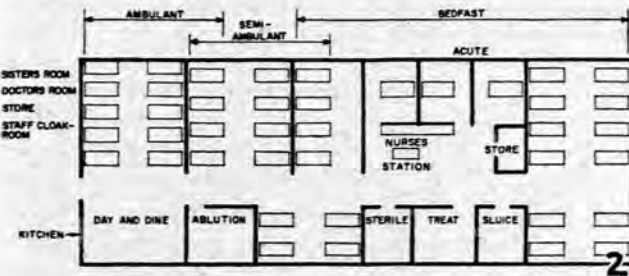 AMBULANT
BEDFAST
SEMI-
AMBULANT
ACUTE
SISTERS ROOM
DOCTORS ROOM
STORE
STAFF CLOAK-
ROOM
NURSES
STATION
STORE
DAY AND DINE
ABLUTION
STERILE
TREAT
SLUICE
KITCHEN
2